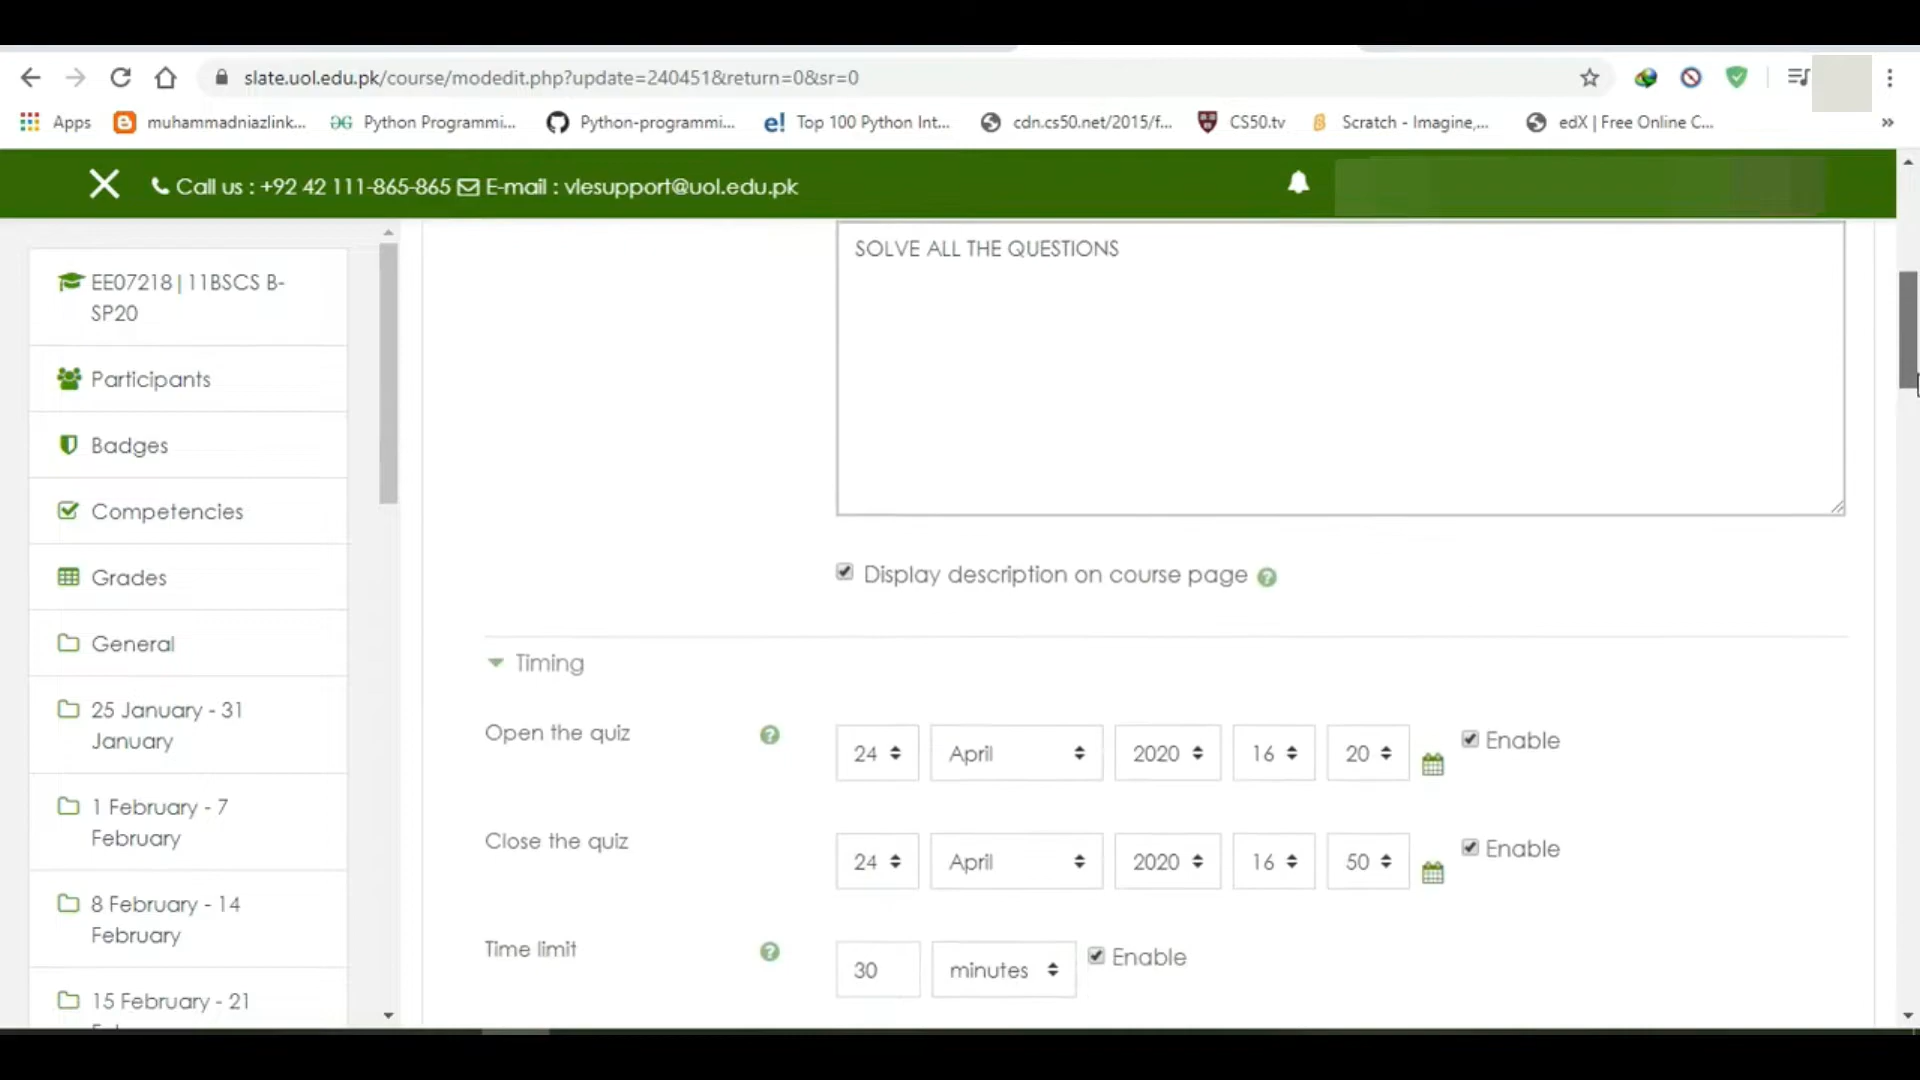 slate.uol.edu.pk/course/modedit.php?update=240451&return=0&sr=0
Apps muhammadniazlink... Python Programmi... Python-programmi... Top 100 Python Int... cdn.cs50.net/2015/f... CS50.tv Scratch - Imagine,... edX | Free Online C... »
Call us : +92 42 111-865-865 E-mail : vlesupport@uol.edu.pk
EE07218|11BSCS B-
SP20
Participants
Badges
Competencies
Grades
General
25 January - 31
January
1 February - 7
February
8 February - 14
February
15 February - 21
SOLVE ALL THE QUESTIONS
Display description on course page
Timing
Open the quiz 24 April 2020 16 20 Enable
Close the quiz 24 April 2020 16 50 Enable
Time limit 30 minutes Enable